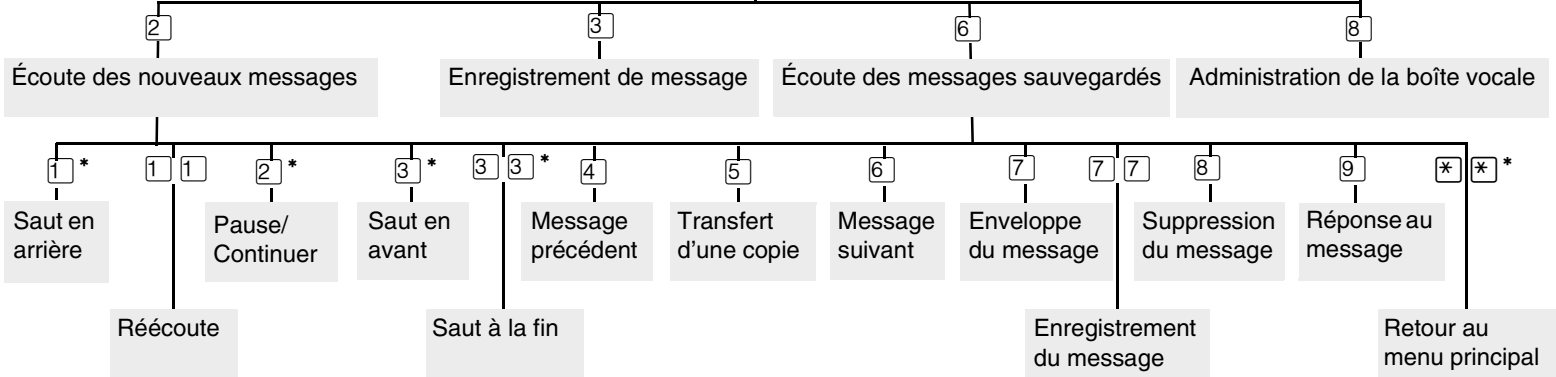 2 3 6 8
Écoute des nouveaux messages Enregistrement de message Écoute des messages sauvegardés Administration de la boîte vocale
1 * 1 1 2 * 3 * 3 3 * 4 5 6 7 7 7 8 9 * * *
Saut en
arrière
Pause/
Continuer
Saut en
avant
Message
précédent
Transfert
d'une copie
Message
suivant
Enveloppe
du message
Suppression
du message
Réponse au
message
Réécoute
Saut à la fin
Enregistrement
du message
Retour au
menu principal